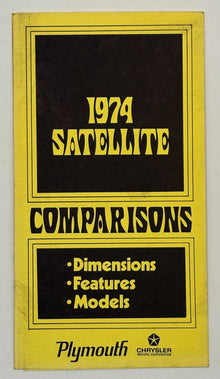 1974
SATELLITE
COMPARISONS
•Dimensions
•Features
•Models
Plymouth
CHRYSLER
MOTORS CORPORATION